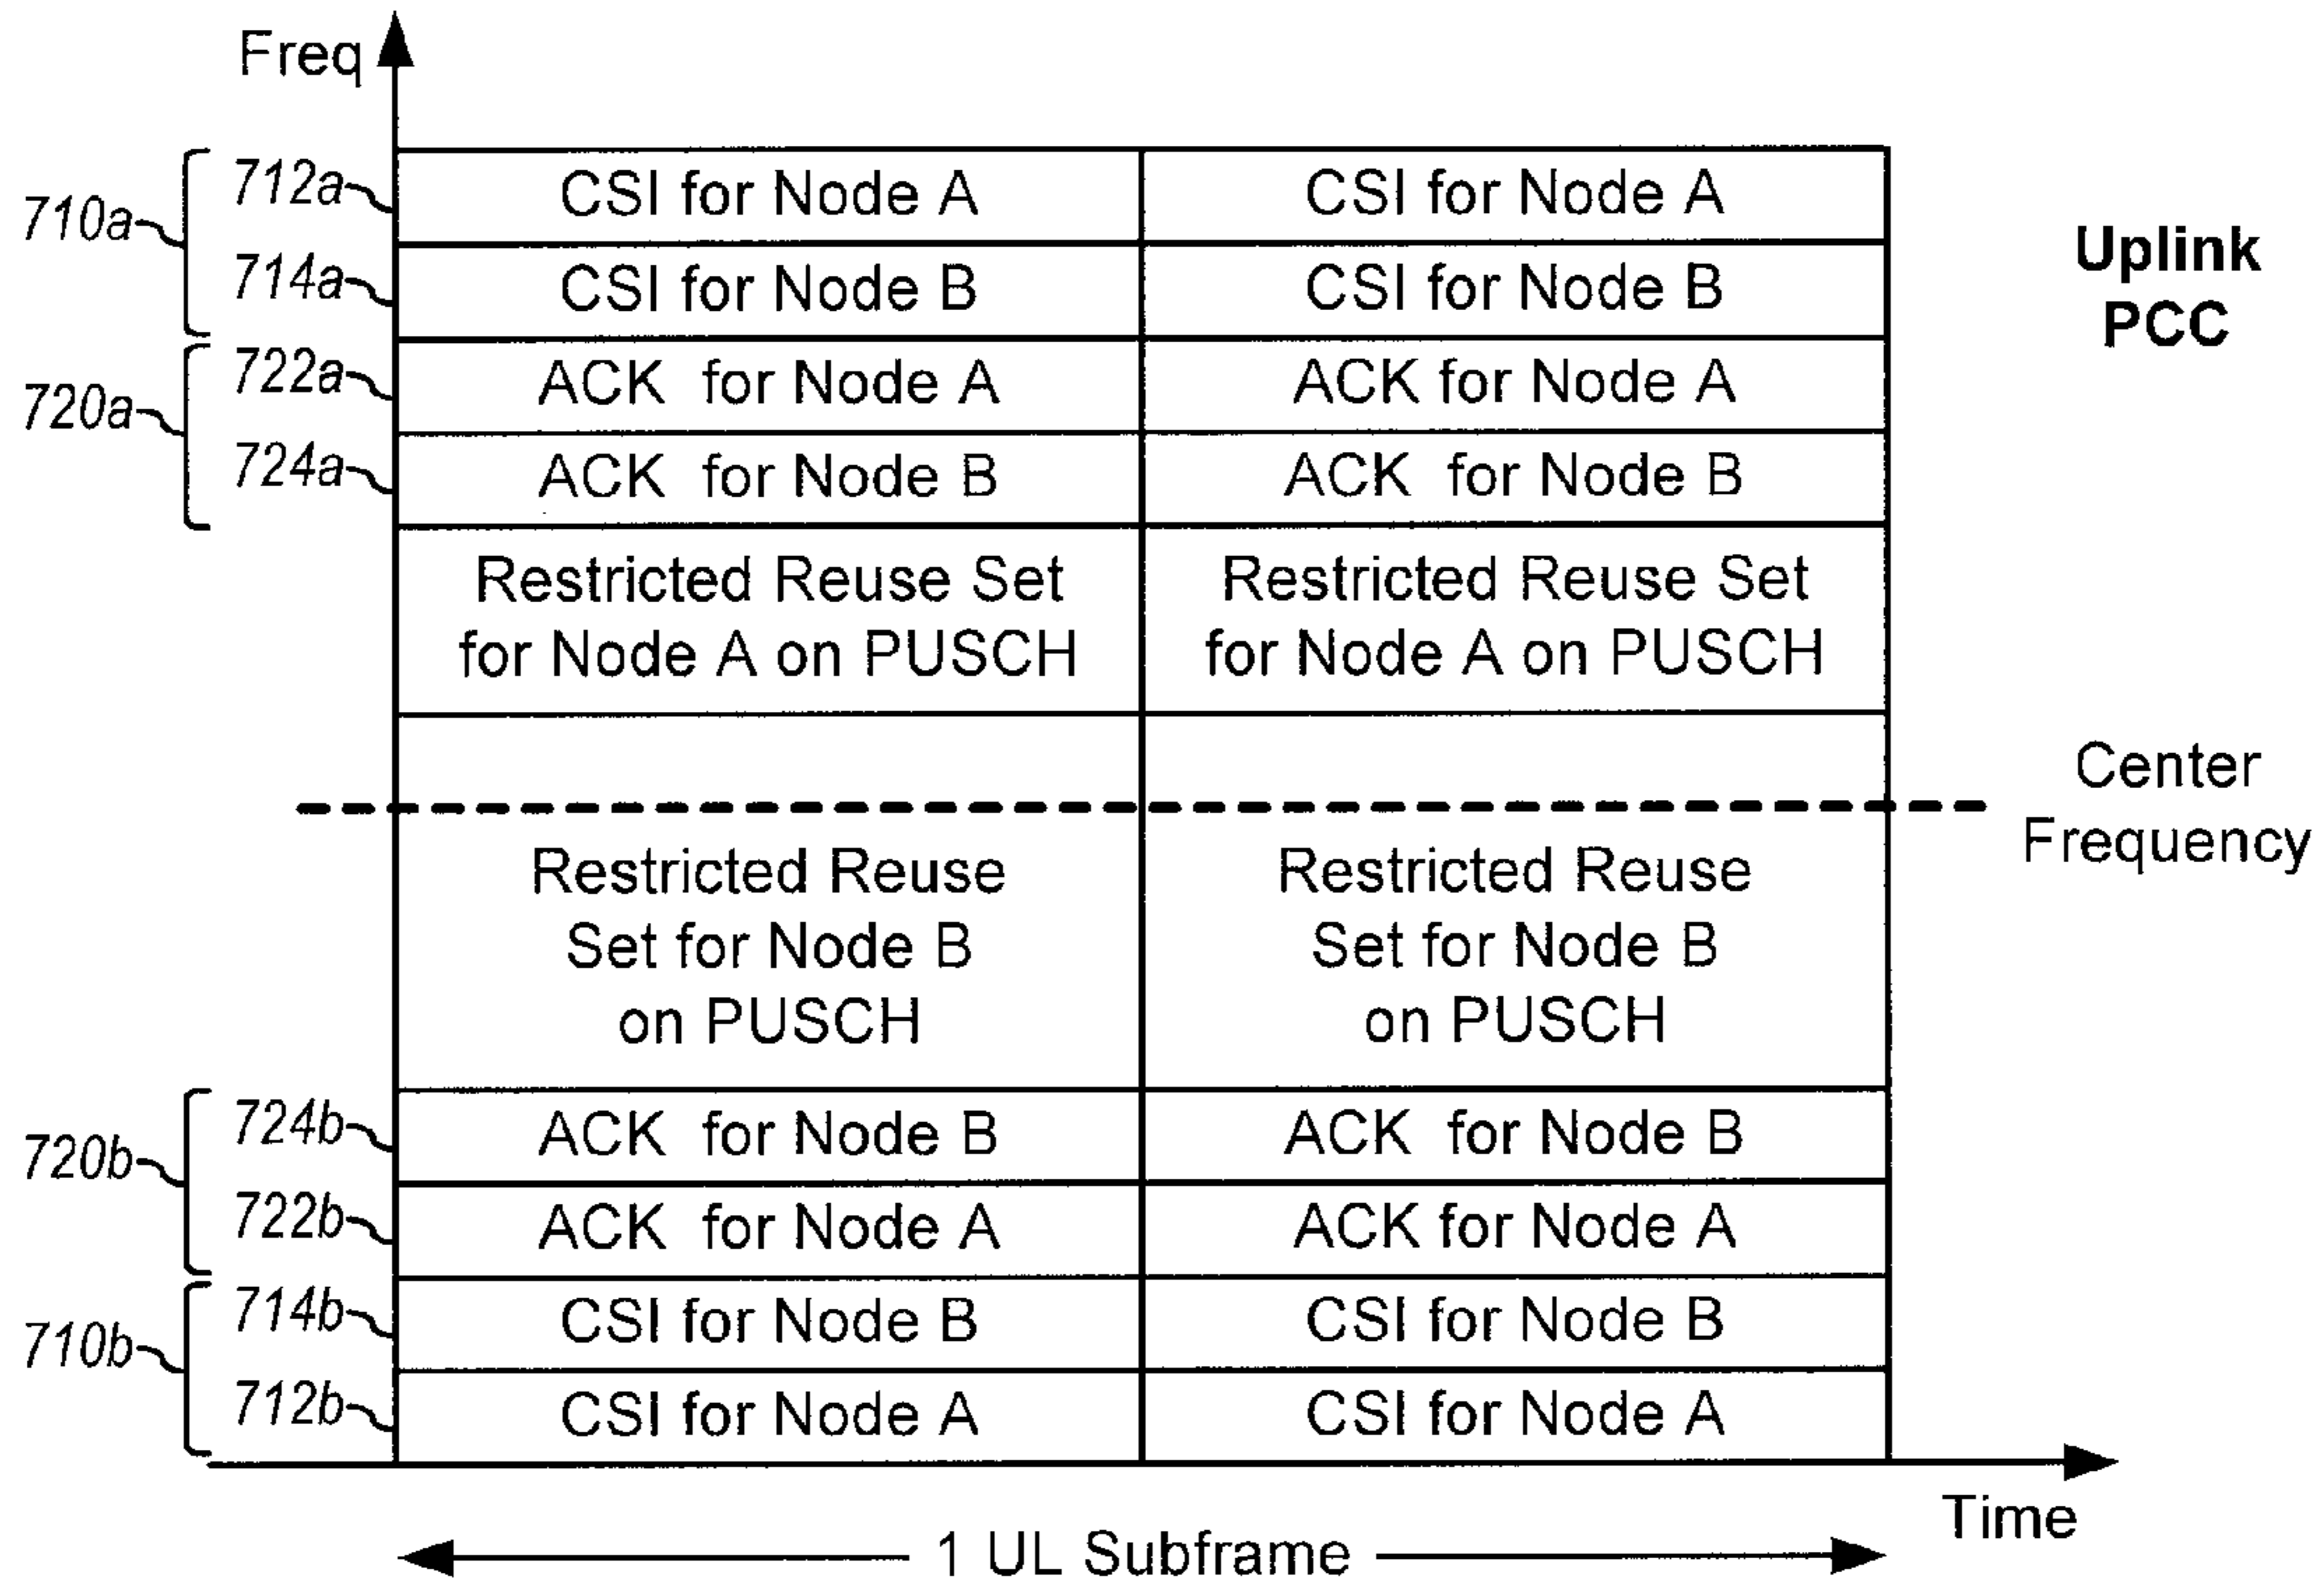 Freq
710a
712a
CSI for Node A
CSI for Node A
714a
CSI for Node B
CSI for Node B
Uplink
PCC
720a
722a
ACK for Node A
ACK for Node A
724a
ACK for Node B
ACK for Node B
Restricted Reuse Set
for Node A on PUSCH
Restricted Reuse Set
for Node A on PUSCH
Center
Frequency
Restricted Reuse
Set for Node B
on PUSCH
Restricted Reuse
Set for Node B
on PUSCH
720b
724b
ACK for Node B
ACK for Node B
722b
ACK for Node A
ACK for Node A
710b
714b
CSI for Node B
CSI for Node B
712b
CSI for Node A
CSI for Node A
Time
1 UL Subframe